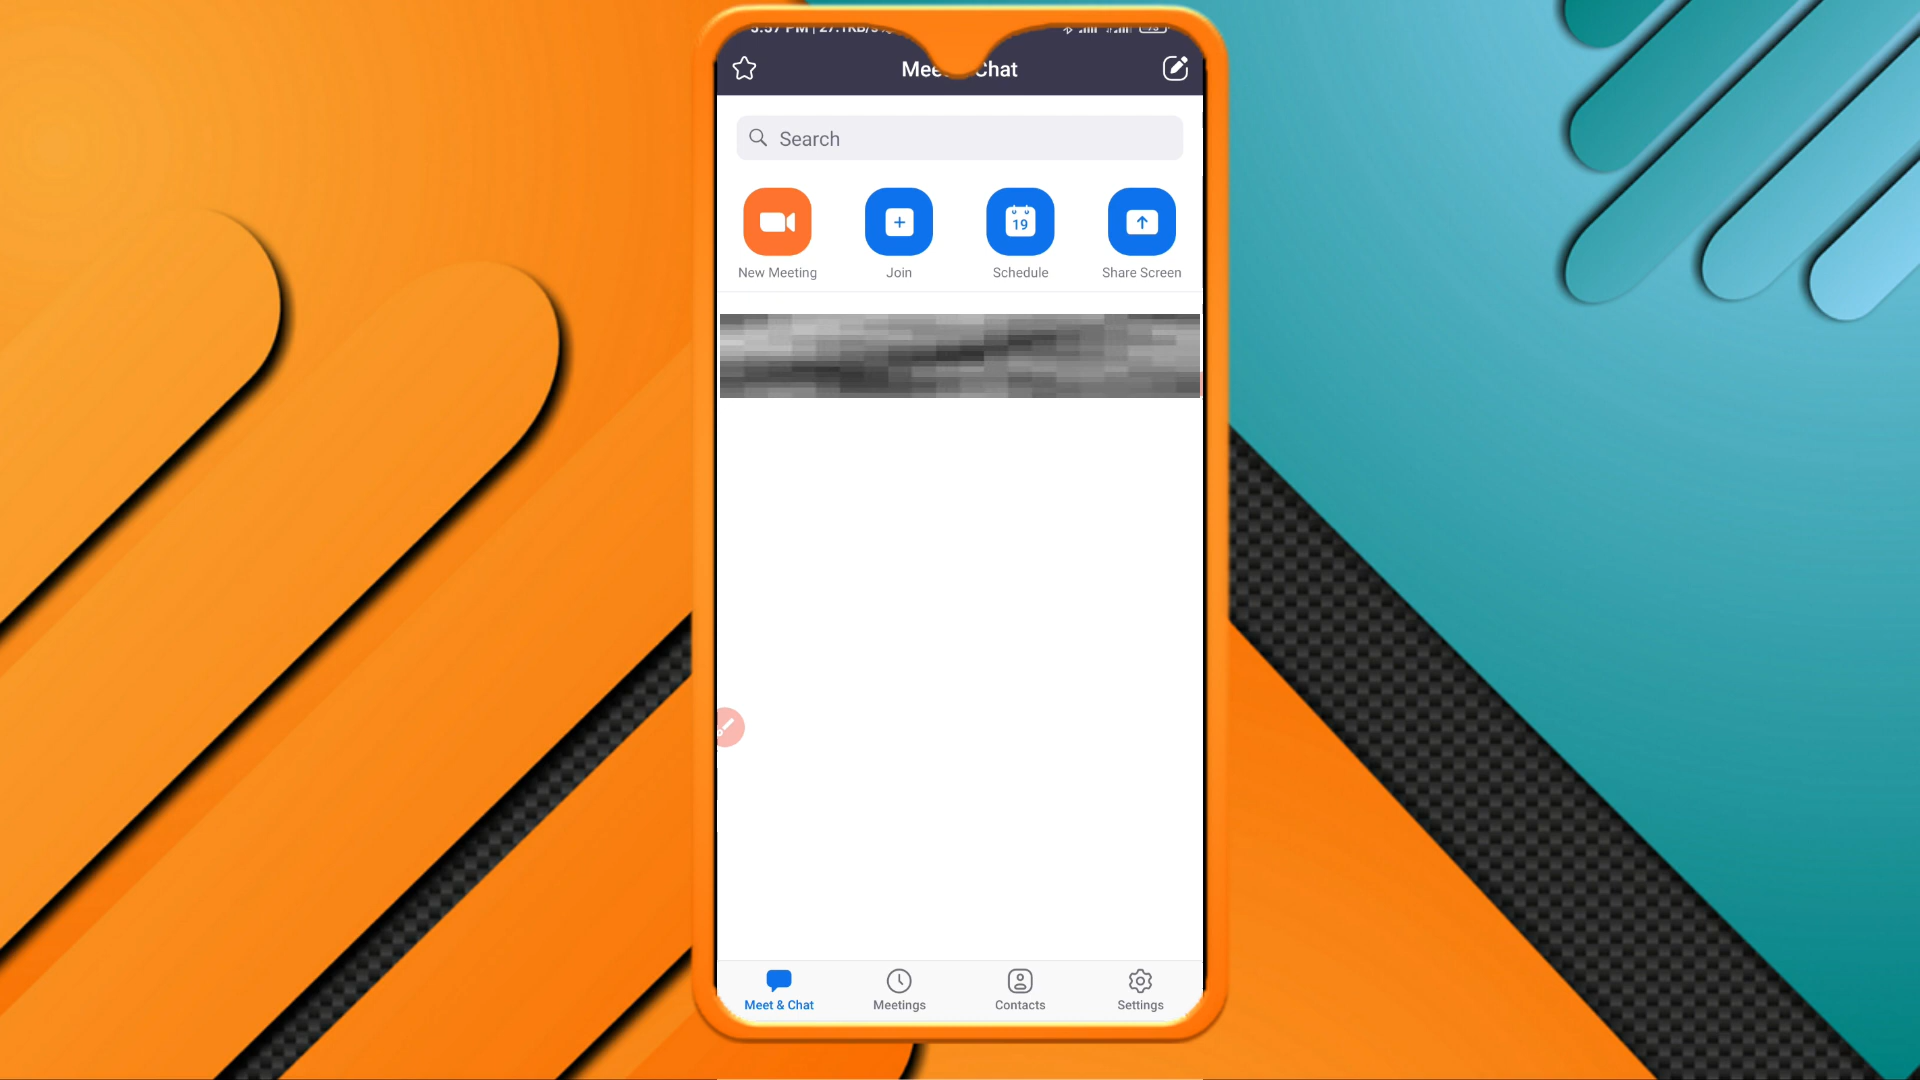 Search
19
New Meeting
Join
Schedule
Share Screen
Meet & Chat
Meetings
Contacts
Settings